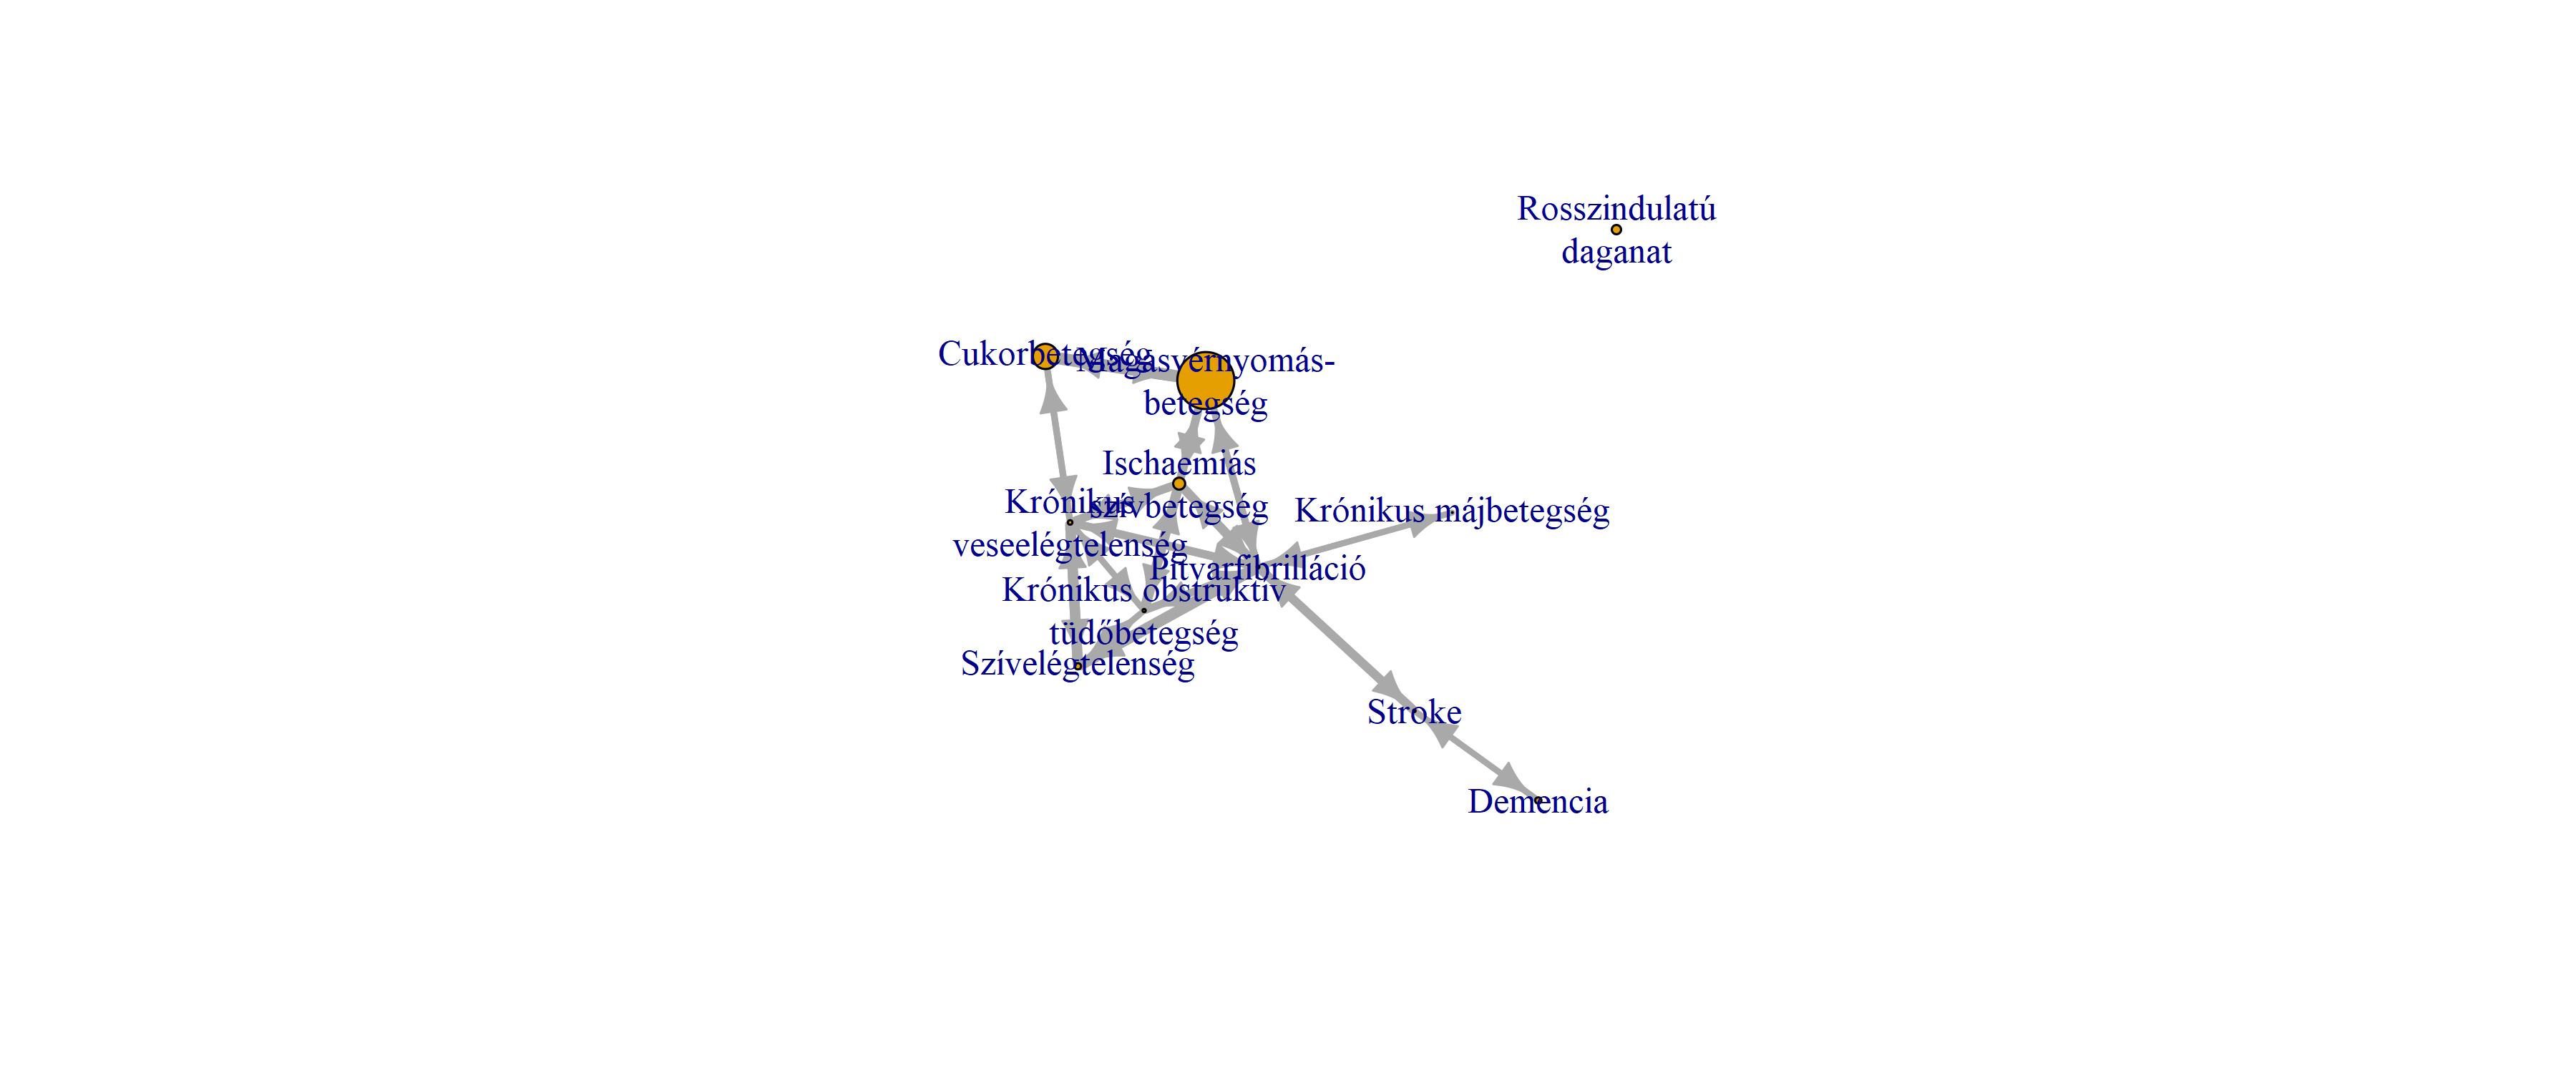 Rosszindulatú
daganat
Cukorbetegség
Magasvérnyomás-
betegség
Ischaemiás
szívbetegség
Krónikus
veseelégtelenség
Krónikus májbetegség
Pitvarfibrilláció
Krónikus obstruktív
tüdőbetegség
Szívelégtelenség
Stroke
Demencia